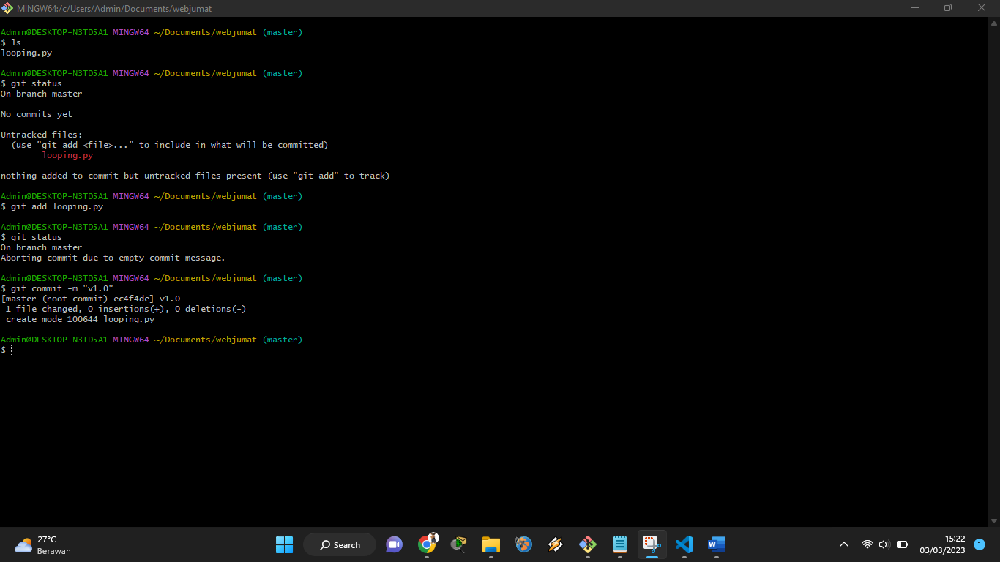 MINGW64:/c/Users/Admin/Documents/webjumat
Admin@DESKTOP-N3TD5A1 MINGW64 ~/Documents/webjumat (master)
$ ls
looping.py
Admin@DESKTOP-N3TD5A1 MINGW64 ~/Documents/webjumat (master)
$ git status
On branch master
No commits yet
Untracked files:
  (use "git add <file>..." to include in what will be committed)
        looping.py
nothing added to commit but untracked files present (use "git add" to track)
Admin@DESKTOP-N3TD5A1 MINGW64 ~/Documents/webjumat (master)
$ git add looping.py
Admin@DESKTOP-N3TD5A1 MINGW64 ~/Documents/webjumat (master)
$ git status
On branch master
Aborting commit due to empty commit message.
Admin@DESKTOP-N3TD5A1 MINGW64 ~/Documents/webjumat (master)
$ git commit -m "v1.0"
[master (root-commit) ec4f4de] v1.0
 1 file changed, 0 insertions(+), 0 deletions(-)
 create mode 100644 looping.py
Admin@DESKTOP-N3TD5A1 MINGW64 ~/Documents/webjumat (master)
$
27°C
Berawan
Search
15:22
03/03/2023
1